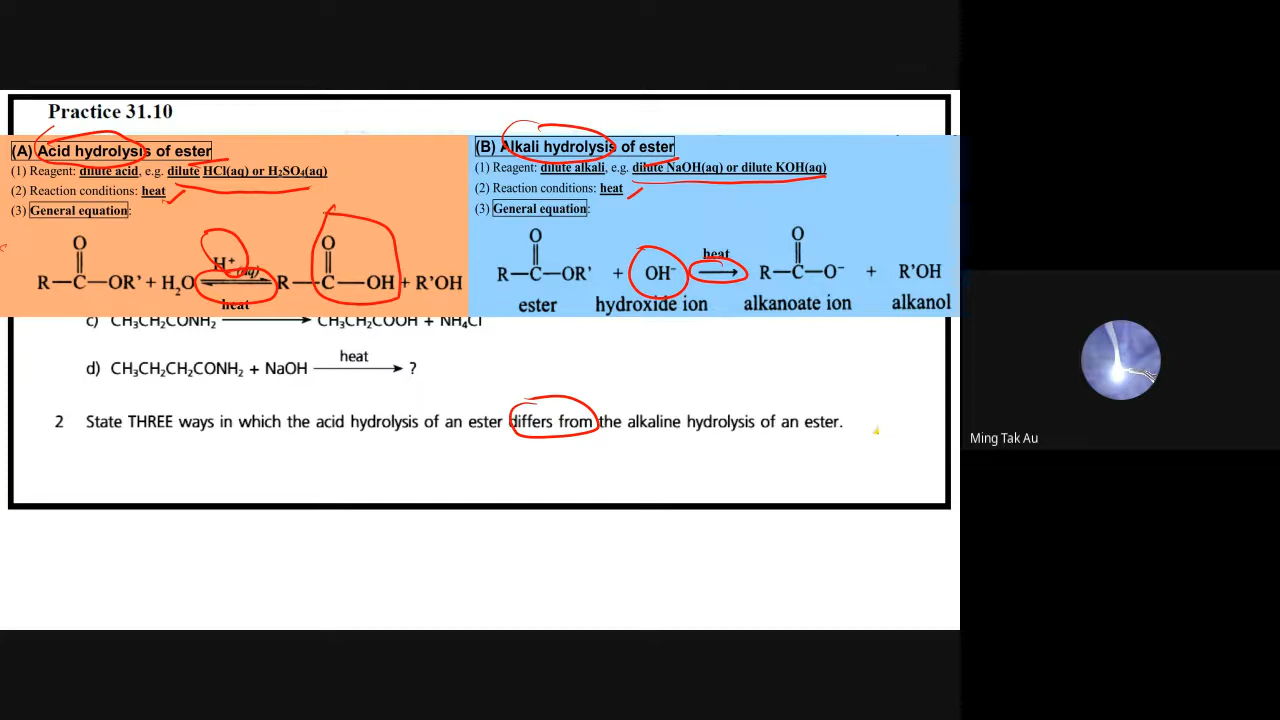 Practice 31.10
(A) Acid hydrolysis of ester
(1) Reagent: dilute acid, e.g. dilute HCl(aq) or H₂SO₄(aq)
(2) Reaction conditions: heat
(3) General equation:
O
H⁺(aq)
O
R—C—OR' + H₂O ⇌ R—C—OH + R'OH
heat
(B) Alkali hydrolysis of ester
(1) Reagent: dilute alkali, e.g. dilute NaOH(aq) or dilute KOH(aq)
(2) Reaction conditions: heat
(3) General equation:
O
heat
O
R—C—OR' + OH⁻ ⟶ R—C—O⁻ + R'OH
ester hydroxide ion alkanoate ion alkanol
c) CH₃CH₂CONH₂ ⟶ CH₃CH₂COOH + NH₄Cl
heat
d) CH₃CH₂CH₂CONH₂ + NaOH ⟶ ?
2 State THREE ways in which the acid hydrolysis of an ester differs from the alkaline hydrolysis of an ester.
Ming Tak Au